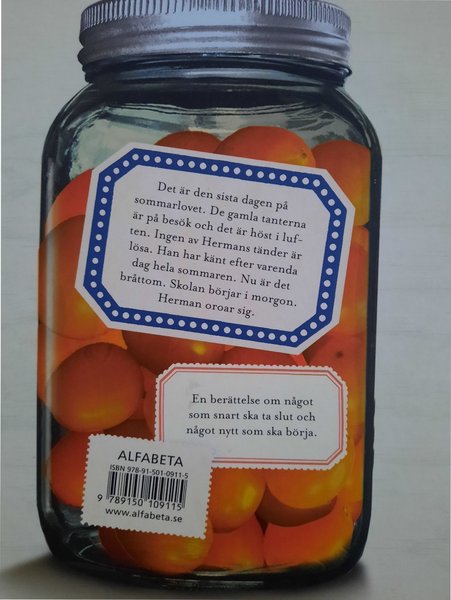 Det är den sista dagen på
sommarlovet. De gamla tanterna
är på besök och det är höst i luf-
ten. Ingen av Hermans tänder är
lösa. Han har känt efter varenda
dag hela sommaren. Nu är det
bråttom. Skolan börjar i morgon.
Herman oroar sig.
En berättelse om något
som snart ska ta slut och
något nytt som ska börja.
ALFABETA
ISBN 978-91-501-0911-5
9 789150 109115
www.alfabeta.se